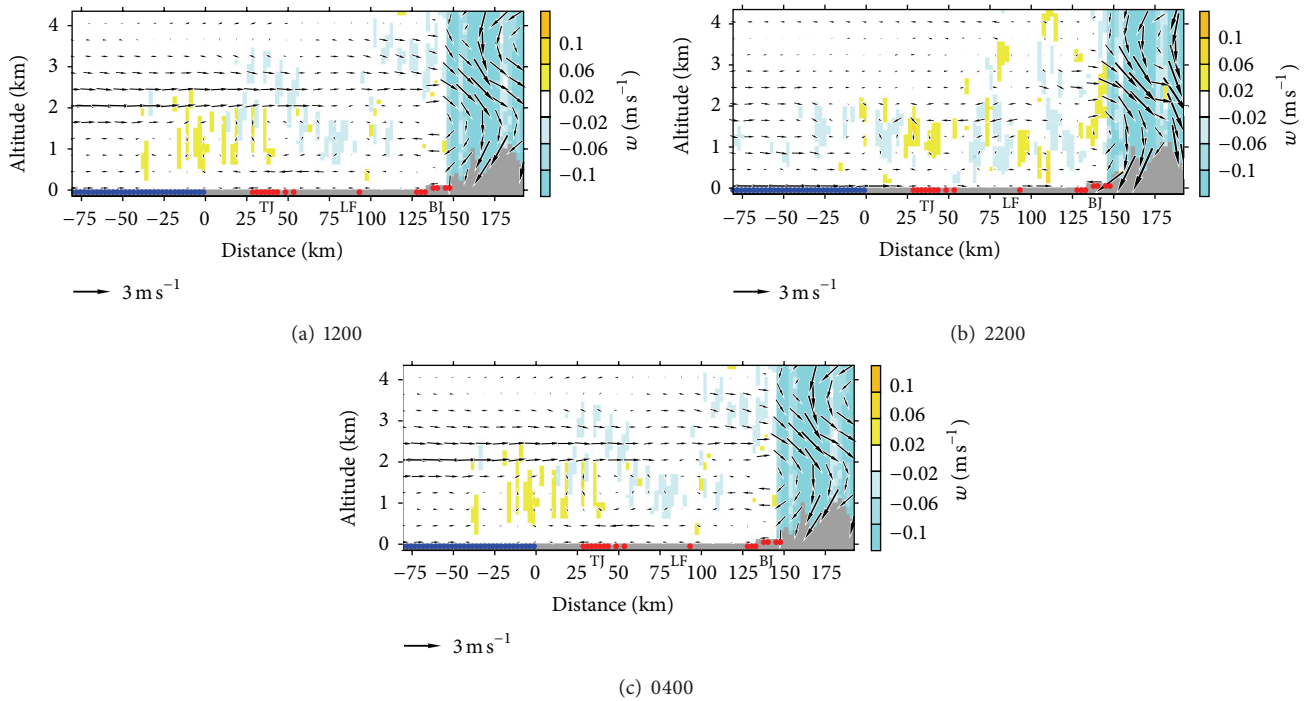 4
3
2
1
0
Altitude (km)
−75 −50 −25 0 25 50 75 100 125 150 175
TJ LF BJ
Distance (km)
0.1
0.06
0.02
−0.02
−0.06
−0.1
w (m s−1)
3 m s−1
(a) 1200
4
3
2
1
0
Altitude (km)
−75 −50 −25 0 25 50 75 100 125 150 175
TJ LF BJ
Distance (km)
0.1
0.06
0.02
−0.02
−0.06
−0.1
w (m s−1)
3 m s−1
(b) 2200
4
3
2
1
0
Altitude (km)
−75 −50 −25 0 25 50 75 100 125 150 175
TJ LF BJ
Distance (km)
0.1
0.06
0.02
−0.02
−0.06
−0.1
w (m s−1)
3 m s−1
(c) 0400